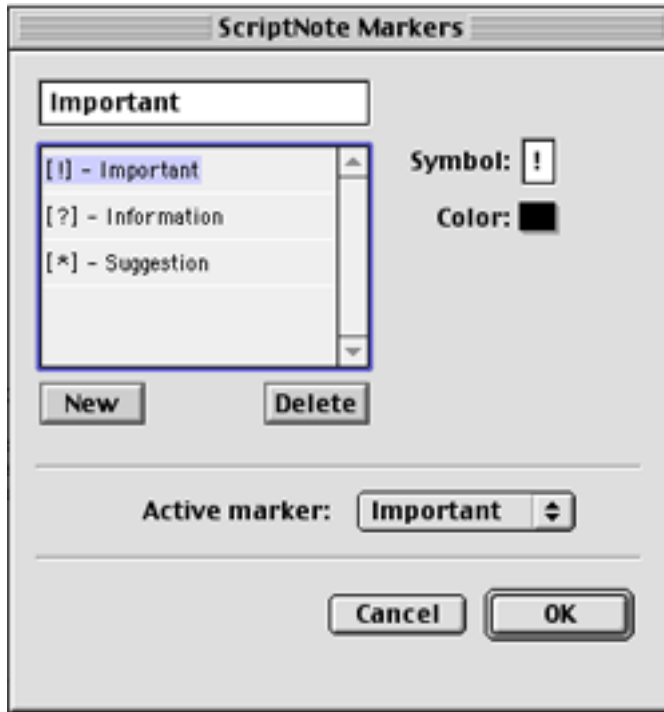 ScriptNote Markers
Important
[!] - Important
[?] - Information
[*] - Suggestion
Symbol: !
Color:
New
Delete
Active marker: Important
Cancel
OK